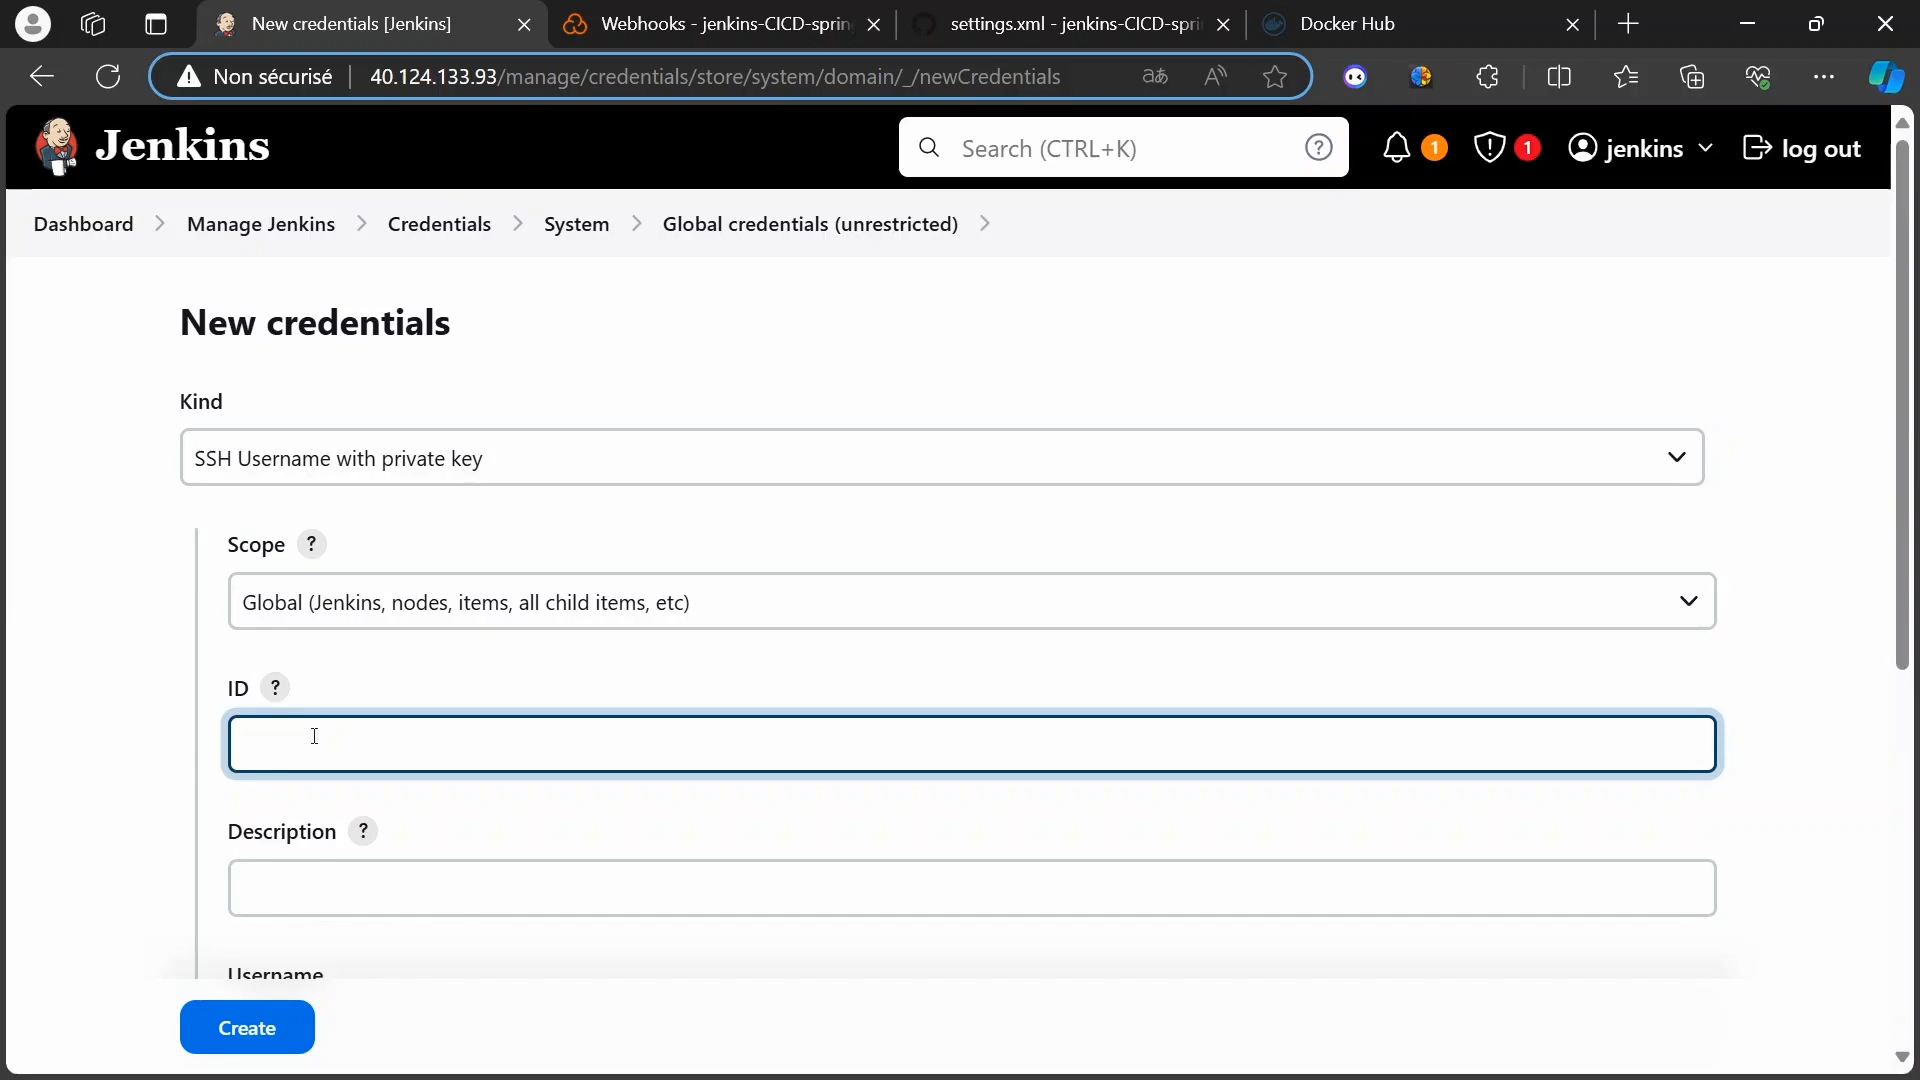 New credentials [Jenkins]
Webhooks - jenkins-CICD-sprin
settings.xml - jenkins-CICD-spri
Docker Hub
Non sécurisé
40.124.133.93/manage/credentials/store/system/domain/_/newCredentials
Jenkins
Search (CTRL+K)
?
1
1
jenkins
log out
Dashboard
Manage Jenkins
Credentials
System
Global credentials (unrestricted)
New credentials
Kind
SSH Username with private key
Scope ?
Global (Jenkins, nodes, items, all child items, etc)
ID ?
Description ?
Username
Create